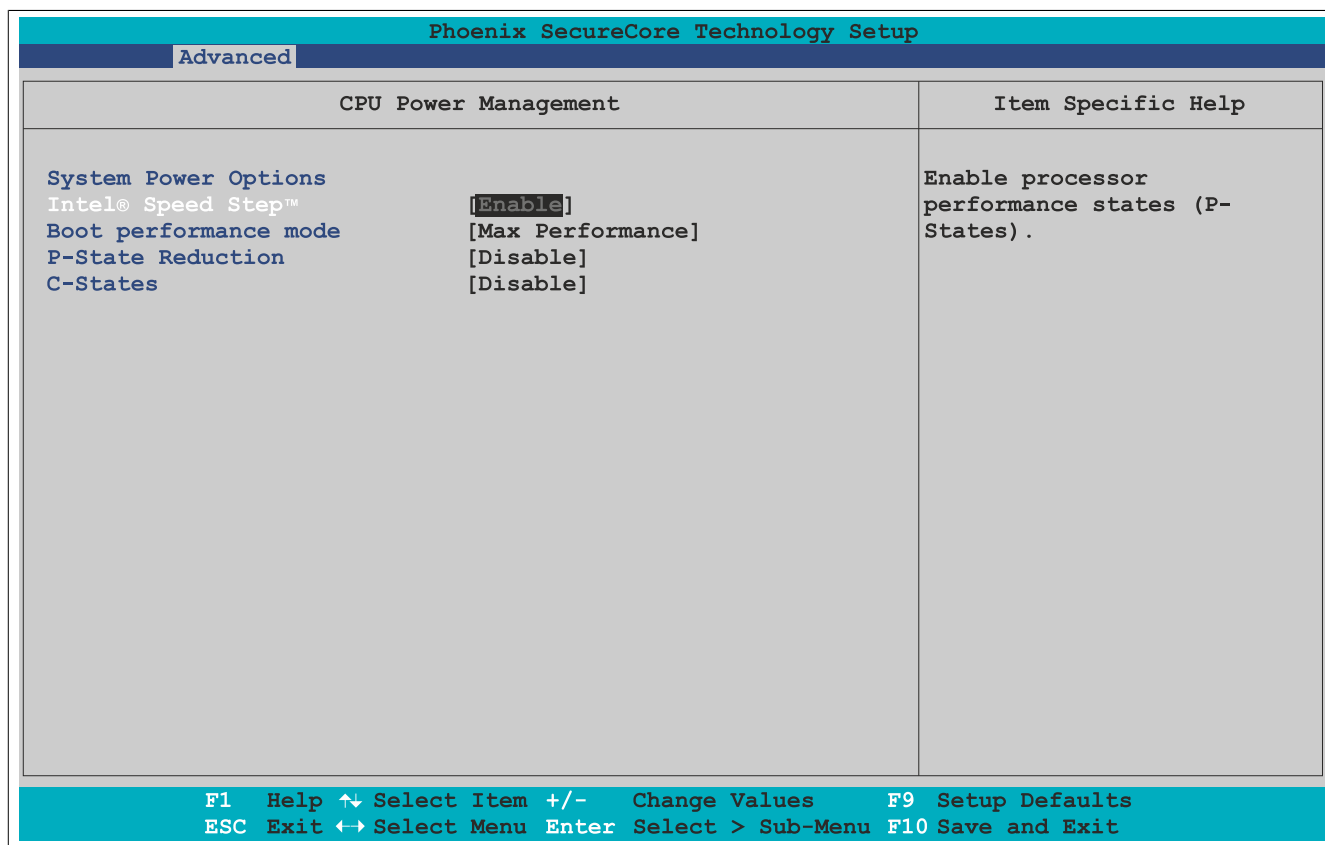 Phoenix SecureCore Technology Setup
Advanced
CPU Power Management
Item Specific Help
System Power Options
Intel® Speed Step™ [Enable]
Boot performance mode [Max Performance]
P-State Reduction [Disable]
C-States [Disable]
Enable processor
performance states (P-
States).
F1 Help ↑↓ Select Item +/- Change Values F9 Setup Defaults
ESC Exit ←→ Select Menu Enter Select > Sub-Menu F10 Save and Exit